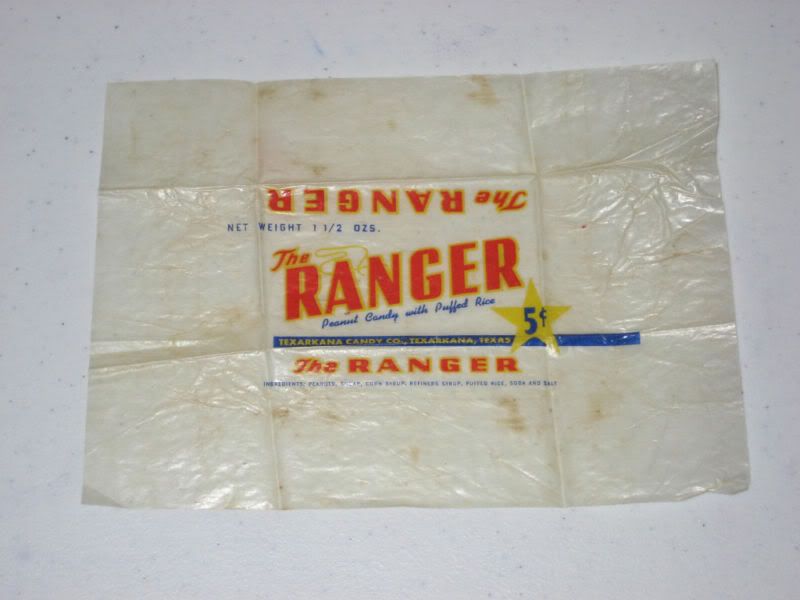 The RANGER
NET WEIGHT 1 1/2 OZS.
The RANGER
Peanut Candy with Puffed Rice
5¢
TEXARKANA CANDY CO., TEXARKANA, TEXAS
The RANGER
INGREDIENTS: PEANUTS, SUGAR, CORN SYRUP, REFINERS SYRUP, PUFFED RICE, SODA AND SALT